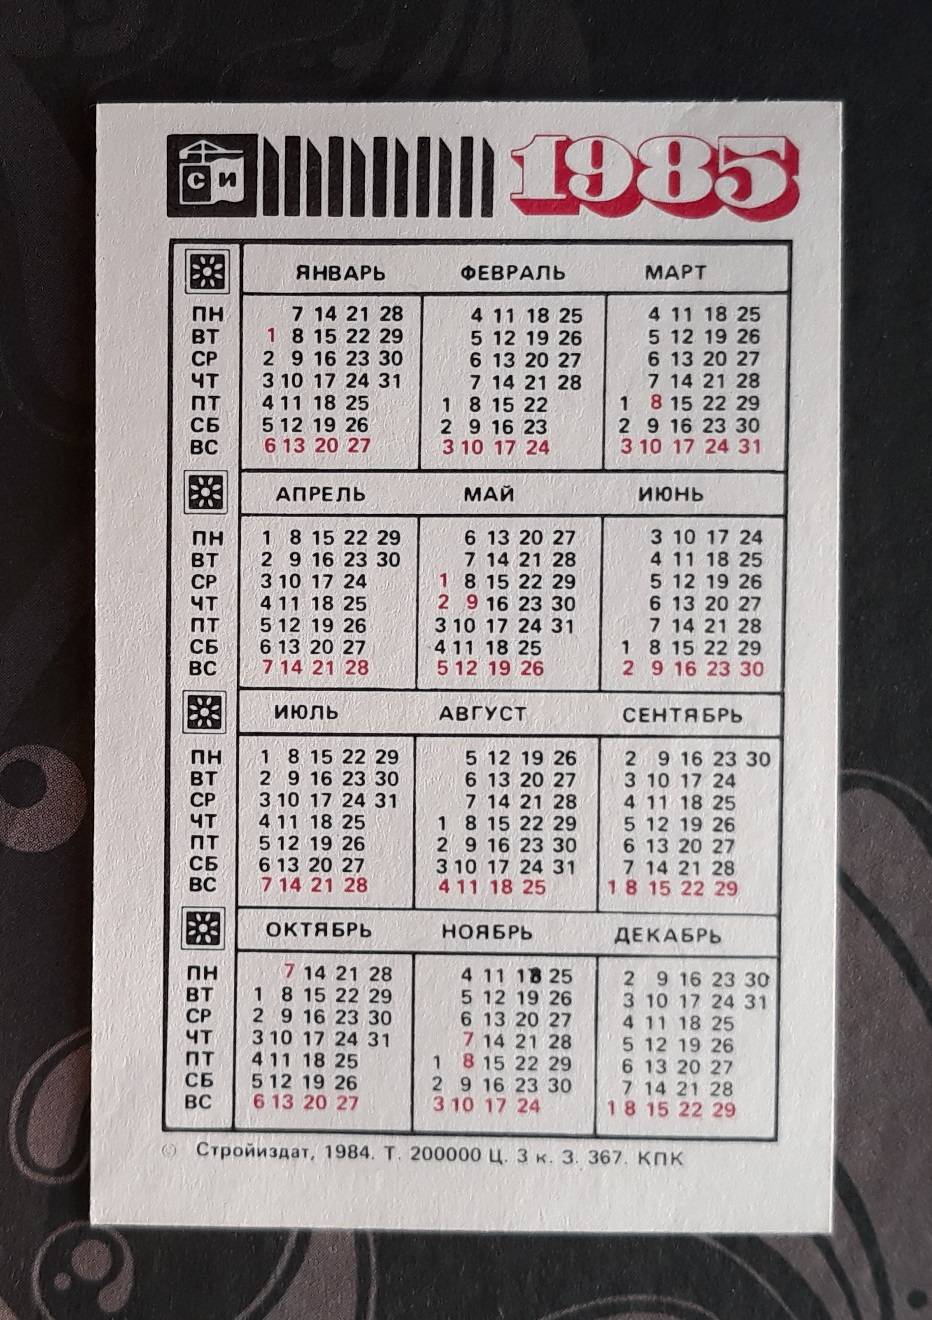 СИ 1985
ЯНВАРЬ ФЕВРАЛЬ МАРТ
ПН 7 14 21 28 4 11 18 25 4 11 18 25
ВТ 1 8 15 22 29 5 12 19 26 5 12 19 26
СР 2 9 16 23 30 6 13 20 27 6 13 20 27
ЧТ 3 10 17 24 31 7 14 21 28 7 14 21 28
ПТ 4 11 18 25 1 8 15 22 1 8 15 22 29
СБ 5 12 19 26 2 9 16 23 2 9 16 23 30
ВС 6 13 20 27 3 10 17 24 3 10 17 24 31
АПРЕЛЬ МАЙ ИЮНЬ
ПН 1 8 15 22 29 6 13 20 27 3 10 17 24
ВТ 2 9 16 23 30 7 14 21 28 4 11 18 25
СР 3 10 17 24 1 8 15 22 29 5 12 19 26
ЧТ 4 11 18 25 2 9 16 23 30 6 13 20 27
ПТ 5 12 19 26 3 10 17 24 31 7 14 21 28
СБ 6 13 20 27 4 11 18 25 1 8 15 22 29
ВС 7 14 21 28 5 12 19 26 2 9 16 23 30
ИЮЛЬ АВГУСТ СЕНТЯБРЬ
ПН 1 8 15 22 29 5 12 19 26 2 9 16 23 30
ВТ 2 9 16 23 30 6 13 20 27 3 10 17 24
СР 3 10 17 24 31 7 14 21 28 4 11 18 25
ЧТ 4 11 18 25 1 8 15 22 29 5 12 19 26
ПТ 5 12 19 26 2 9 16 23 30 6 13 20 27
СБ 6 13 20 27 3 10 17 24 31 7 14 21 28
ВС 7 14 21 28 4 11 18 25 1 8 15 22 29
ОКТЯБРЬ НОЯБРЬ ДЕКАБРЬ
ПН 7 14 21 28 4 11 18 25 2 9 16 23 30
ВТ 1 8 15 22 29 5 12 19 26 3 10 17 24 31
СР 2 9 16 23 30 6 13 20 27 4 11 18 25
ЧТ 3 10 17 24 31 7 14 21 28 5 12 19 26
ПТ 4 11 18 25 1 8 15 22 29 6 13 20 27
СБ 5 12 19 26 2 9 16 23 30 7 14 21 28
ВС 6 13 20 27 3 10 17 24 1 8 15 22 29
© Стройиздат, 1984. Т. 200000 Ц. 3 к. З. 367. КПК